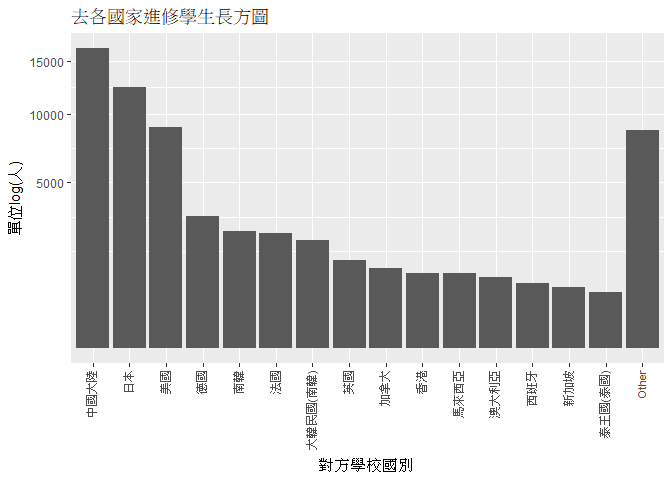 去各國家進修學生長方圖
15000
10000
5000
單位log(人)
中國大陸
日本
美國
德國
南韓
法國
大韓民國(南韓)
英國
加拿大
香港
馬來西亞
澳大利亞
西班牙
新加坡
泰王國(泰國)
Other
對方學校國別